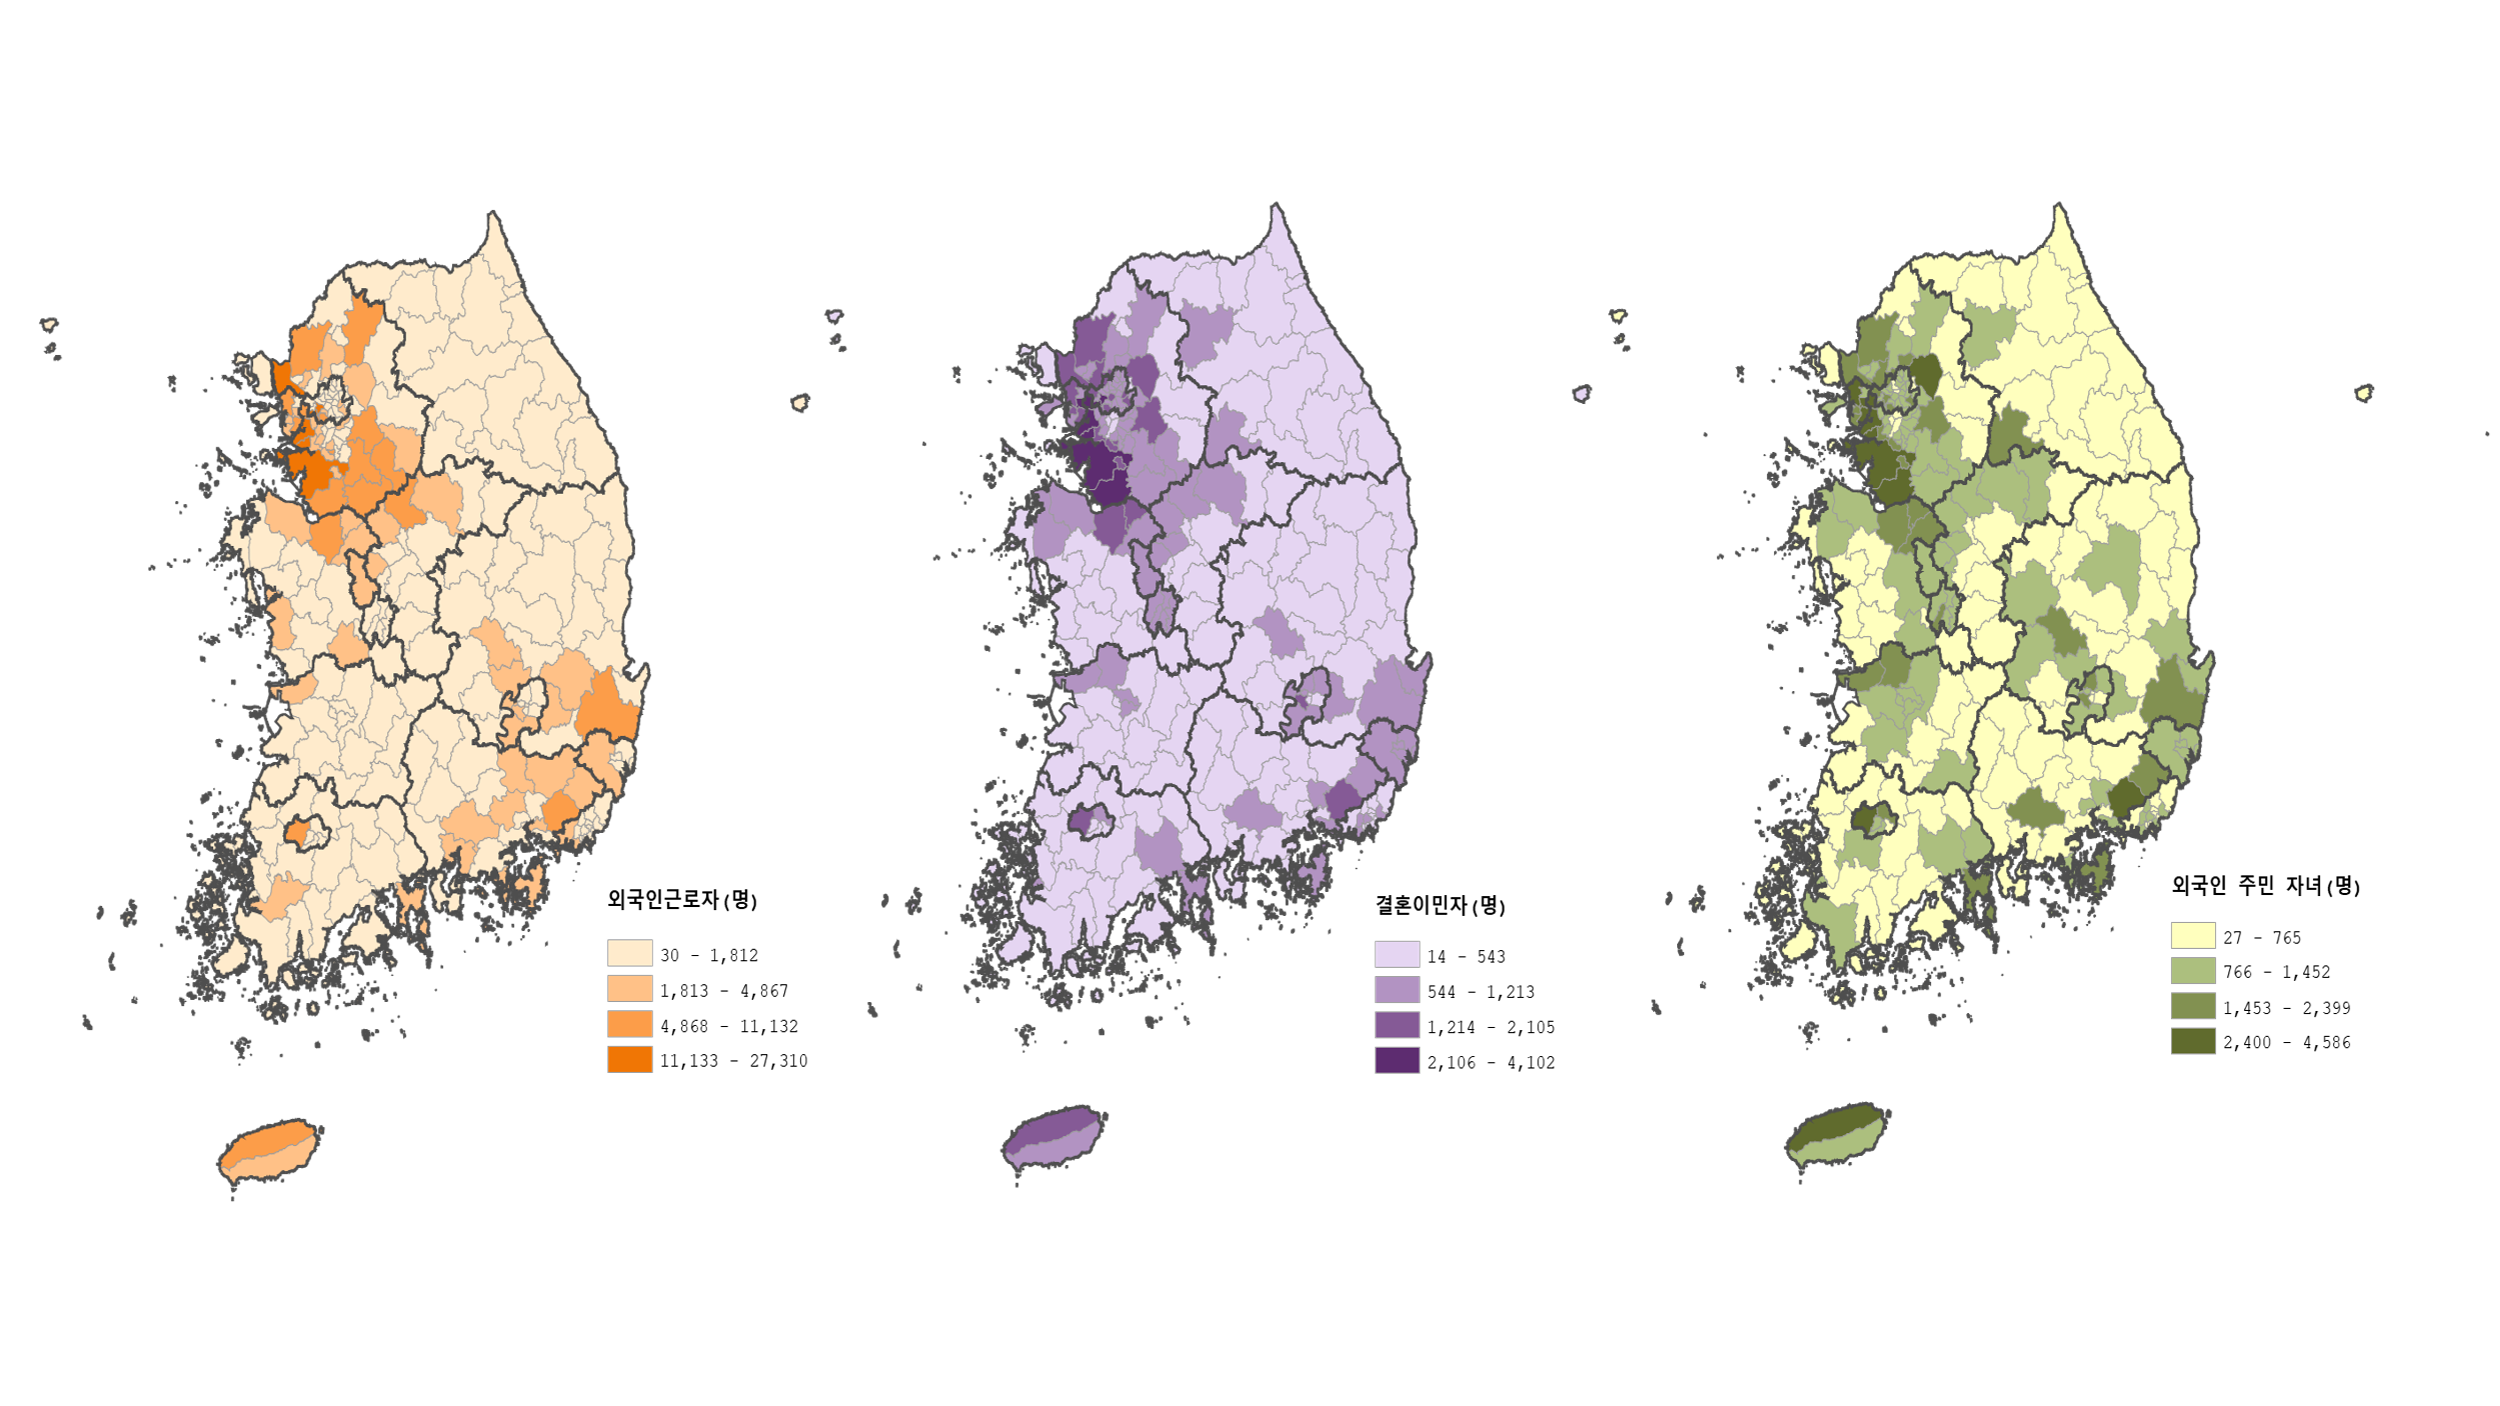 외국인근로자(명)
30 - 1,812
1,813 - 4,867
4,868 - 11,132
11,133 - 27,310
결혼이민자(명)
14 - 543
544 - 1,213
1,214 - 2,105
2,106 - 4,102
외국인 주민 자녀(명)
27 - 765
766 - 1,452
1,453 - 2,399
2,400 - 4,586